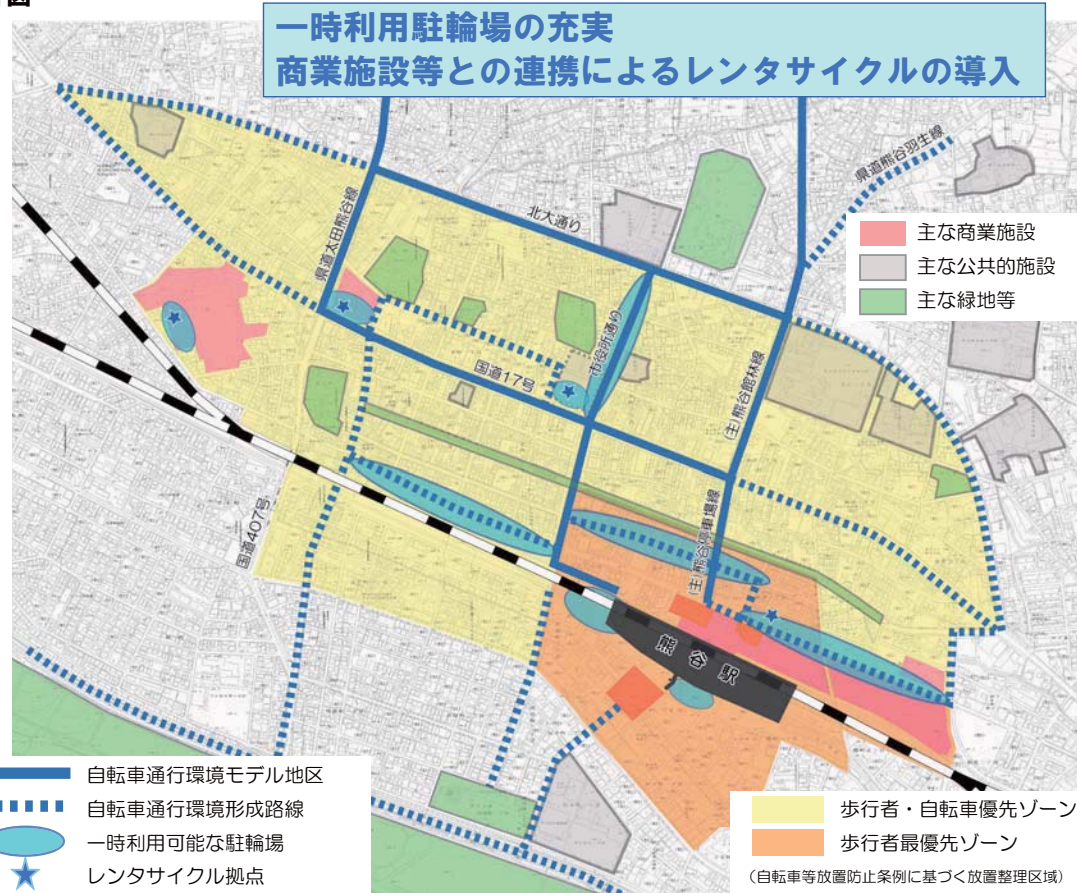 図
一時利用駐輪場の充実
商業施設等との連携によるレンタサイクルの導入
県道熊谷羽生線
北大通り
県道太田熊谷線
主な商業施設
主な公共的施設
主な緑地等
市役所通り
国道17号
(主)熊谷館林線
国道407号
(主)熊谷停車場線
熊谷駅
自転車通行環境モデル地区
自転車通行環境形成路線
一時利用可能な駐輪場
レンタサイクル拠点
歩行者・自転車優先ゾーン
歩行者最優先ゾーン
(自転車等放置防止条例に基づく放置整理区域)